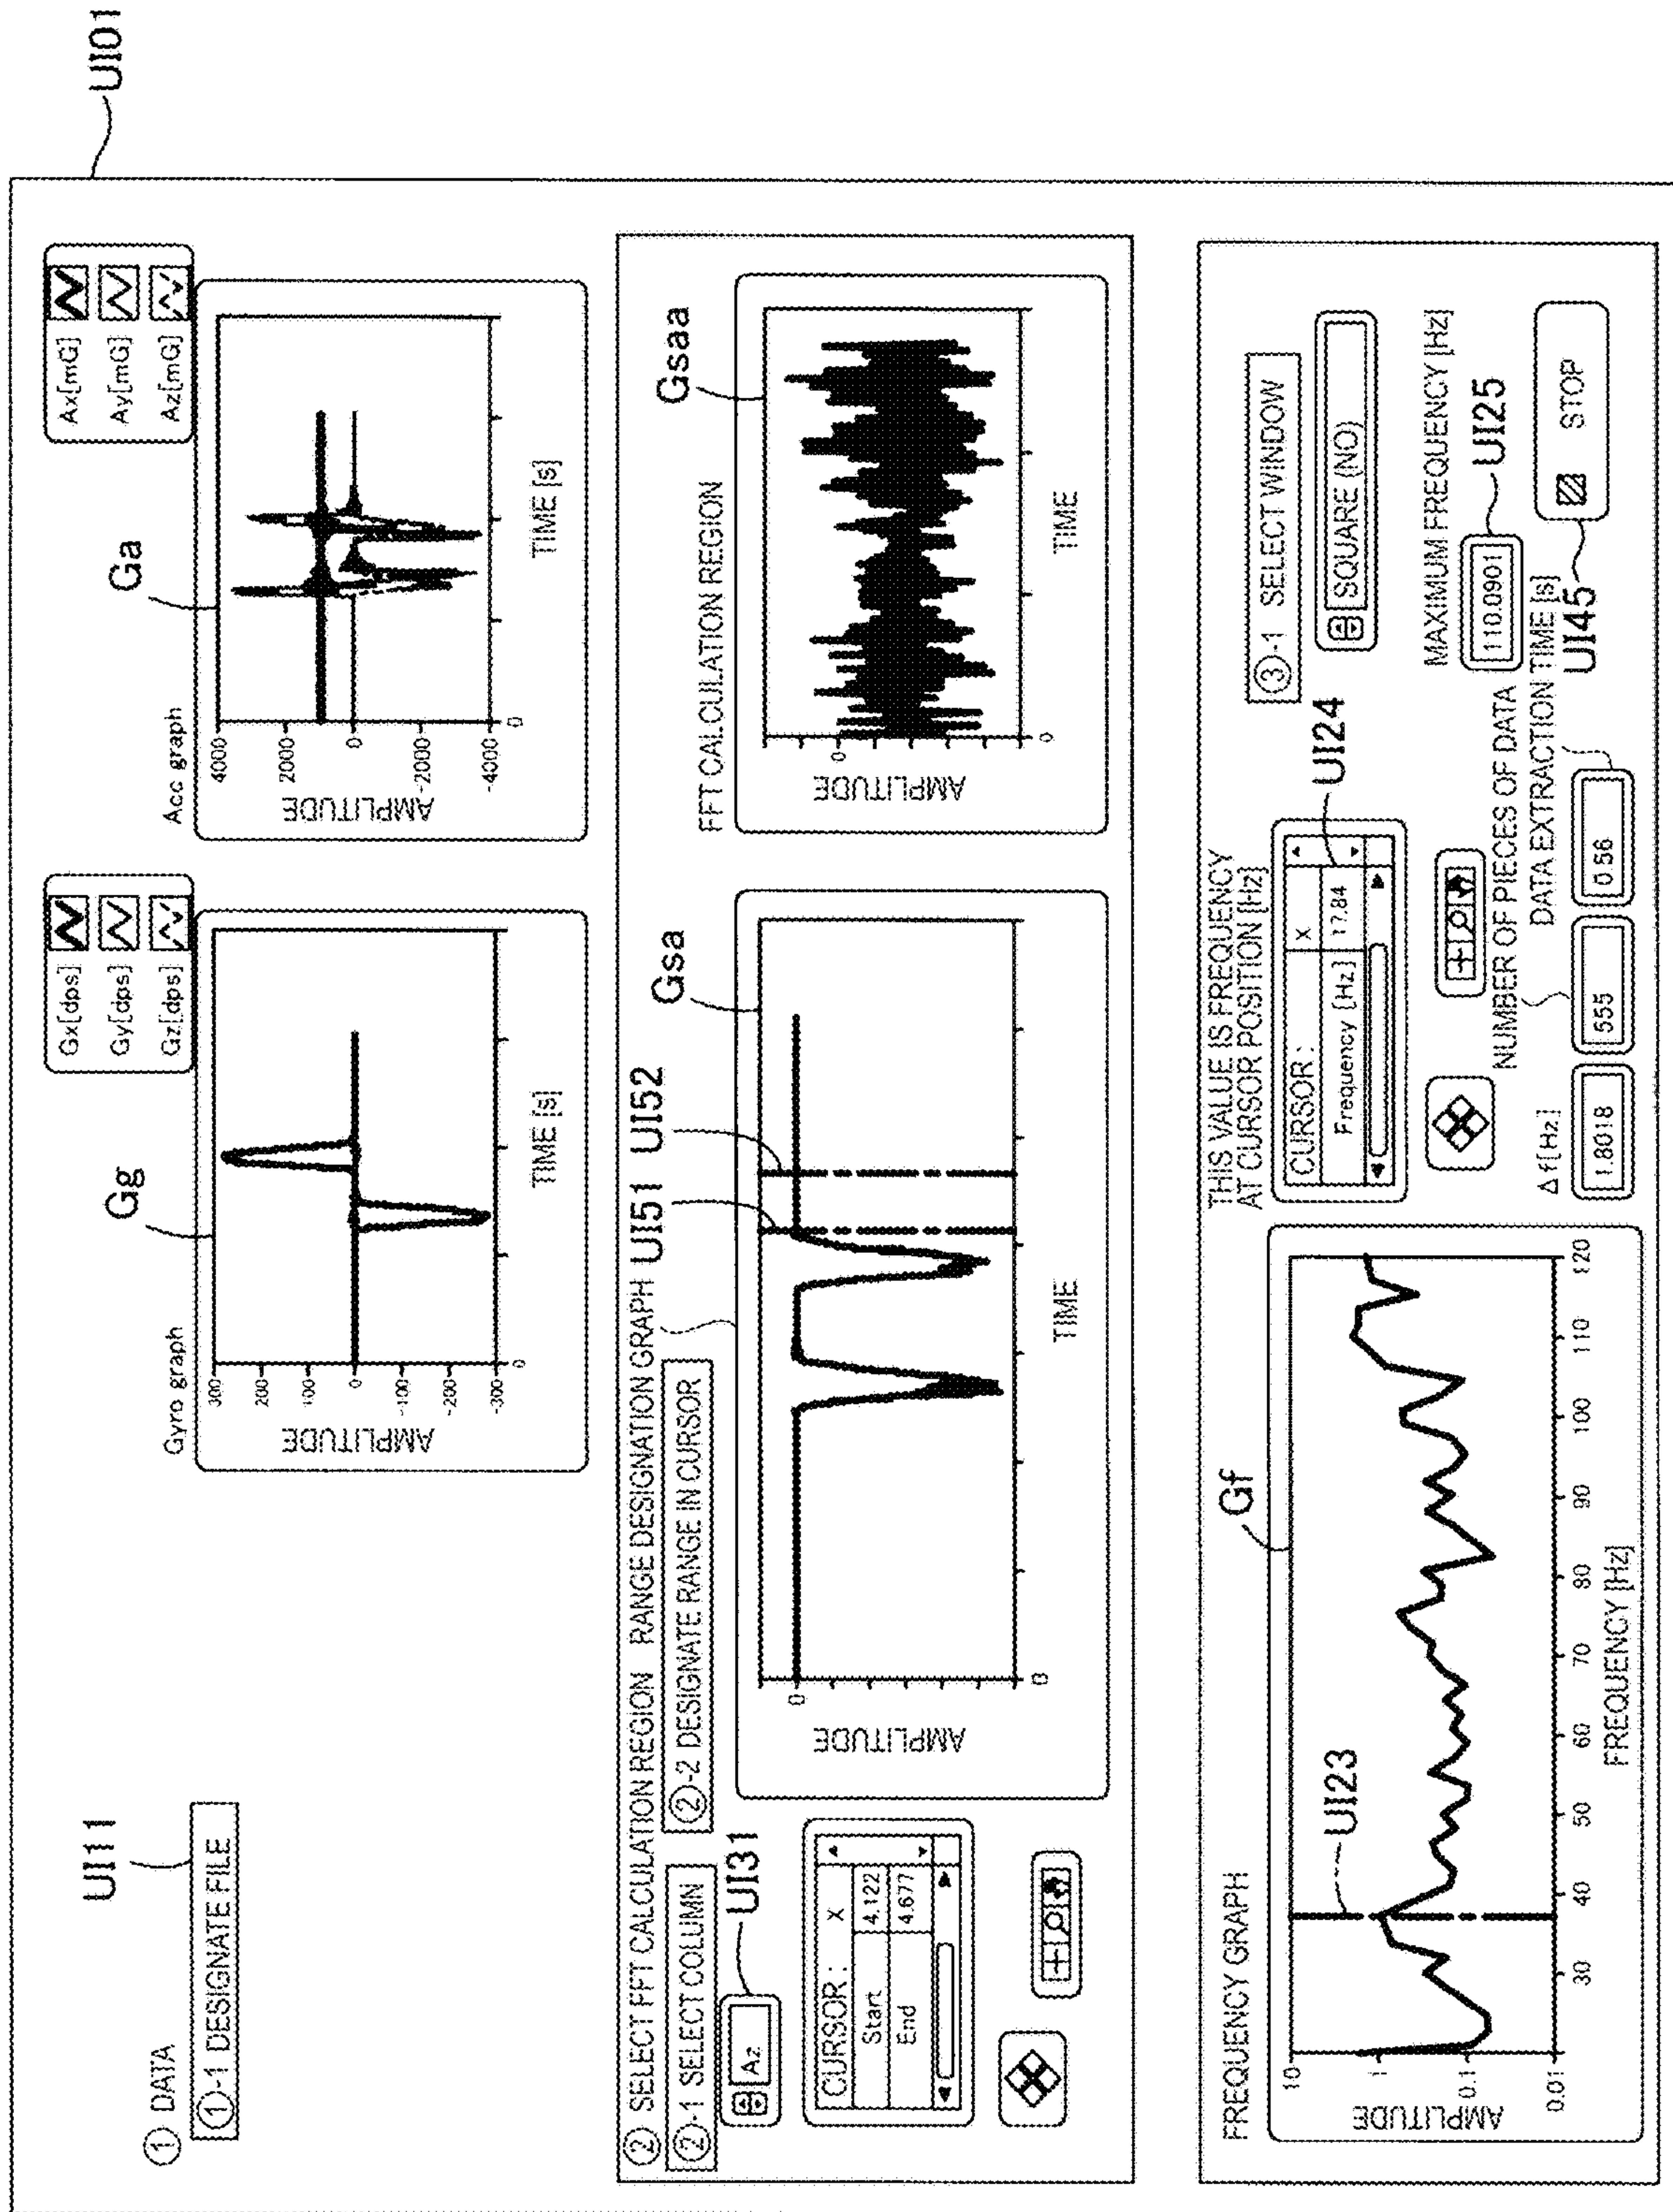 UI01
UI11
① DATA
①-1 DESIGNATE FILE
Gg
Gx[dps]
Gy[dps]
Gz[dps]
Gyro graph
AMPLITUDE
300
200
100
0
-100
-200
-300
0
TIME [s]
Ga
Ax[mG]
Ay[mG]
Az[mG]
Acc graph
AMPLITUDE
4000
2000
0
-2000
-4000
0
TIME [s]
② SELECT FFT CALCULATION REGION
②-1 SELECT COLUMN
UI31
Az
CURSOR: X
Start 4.122
End 4.677
RANGE DESIGNATION GRAPH
②-2 DESIGNATE RANGE IN CURSOR
UI51
UI52
Gsa
AMPLITUDE
0
0
TIME
FFT CALCULATION REGION
Gsaa
AMPLITUDE
0
0
TIME
FREQUENCY GRAPH
UI23
Gf
AMPLITUDE
10
1
0.1
0.01
30 40 50 60 70 80 90 100 110 120
FREQUENCY [Hz]
THIS VALUE IS FREQUENCY
AT CURSOR POSITION [Hz]
CURSOR: X
Frequency [Hz] 17.84
UI24
③-1 SELECT WINDOW
SQUARE (NO)
MAXIMUM FREQUENCY [Hz]
110.0901
UI25
Δf[Hz]
1.8018
NUMBER OF PIECES OF DATA
555
DATA EXTRACTION TIME [s]
0.56
UI45
STOP